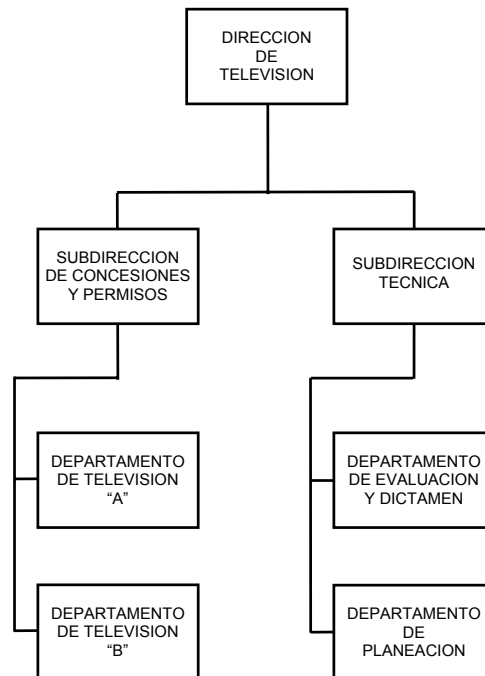 DIRECCION
DE
TELEVISION
SUBDIRECCION
DE CONCESIONES
Y PERMISOS
SUBDIRECCION
TECNICA
DEPARTAMENTO
DE TELEVISION
“A”
DEPARTAMENTO
DE EVALUACION
Y DICTAMEN
DEPARTAMENTO
DE TELEVISION
“B”
DEPARTAMENTO
DE
PLANEACION